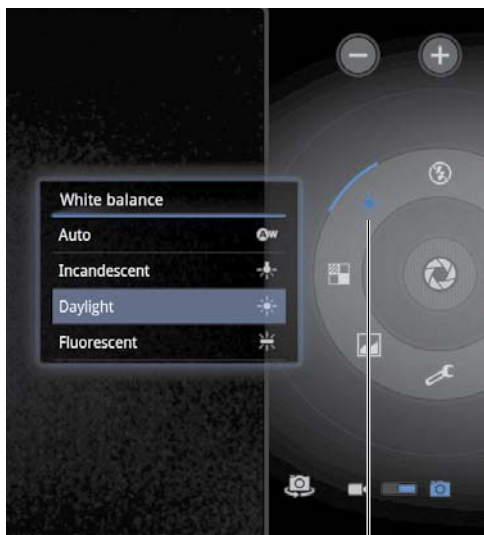 White balance
Auto
Incandescent
Daylight
Fluorescent